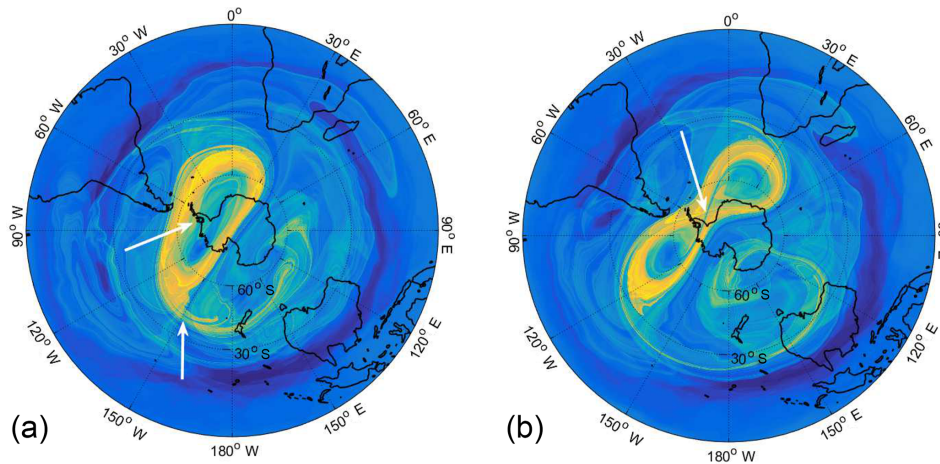 0° 0°
30° W 30° E 30° W 30° E
60° W 60° E 60° W 60° E
90° W 90° E 90° W 90° E
60° S 60° S
30° S 30° S
120° W 120° E 120° W 120° E
150° W 150° E 150° W 150° E
180° W 180° W
(a) (b)